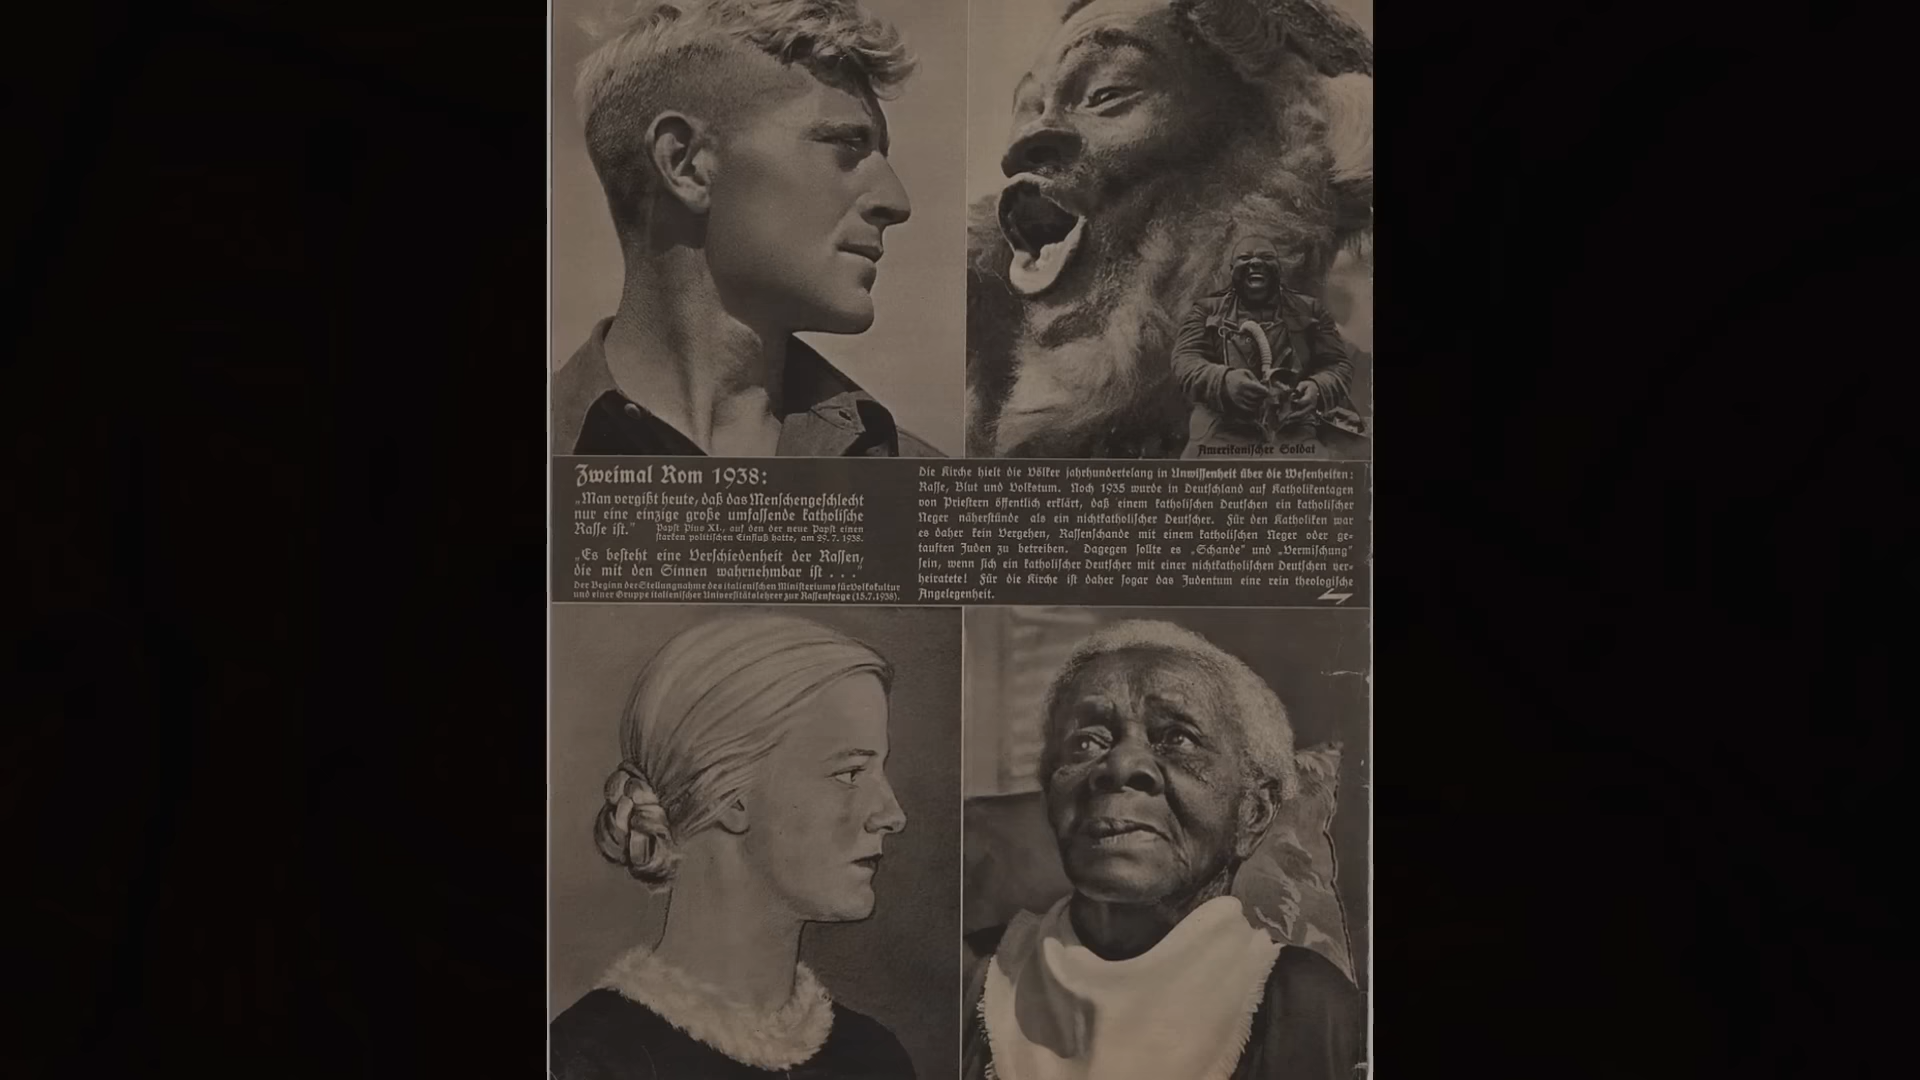 Amerikanischer Soldat
Zweimal Rom 1938:
„Man vergißt heute, daß das Menschengeschlecht
nur eine einzige große umfassende katholische
Rasse ist.“ Papst Pius XI., auf den der neue Papst einen
starken politischen Einfluß hatte, am 29. 7. 1938.
„Es besteht eine Verschiedenheit der Rassen,
die mit den Sinnen wahrnehmbar ist . . .“
Der Beginn der Stellungnahme des italienischen Ministeriums für Volkskultur
und einer Gruppe italienischer Universitätslehrer zur Rassenfrage (15.7.1938).
Die Kirche hielt die Völker jahrhundertelang in Unwissenheit über die Wesenheiten:
Rasse, Blut und Volkstum. Noch 1935 wurde in Deutschland auf Katholikentagen
von Priestern öffentlich erklärt, daß einem katholischen Deutschen ein katholischer
Neger näherstünde als ein nichtkatholischer Deutscher. Für den Katholiken war
es daher kein Vergehen, Rassenschande mit einem katholischen Neger oder ge-
tauften Juden zu betreiben. Dagegen sollte es „Schande“ und „Vermischung“
sein, wenn sich ein katholischer Deutscher mit einer nichtkatholischen Deutschen ver-
heiratete! Für die Kirche ist daher sogar das Judentum eine rein theologische
Angelegenheit.